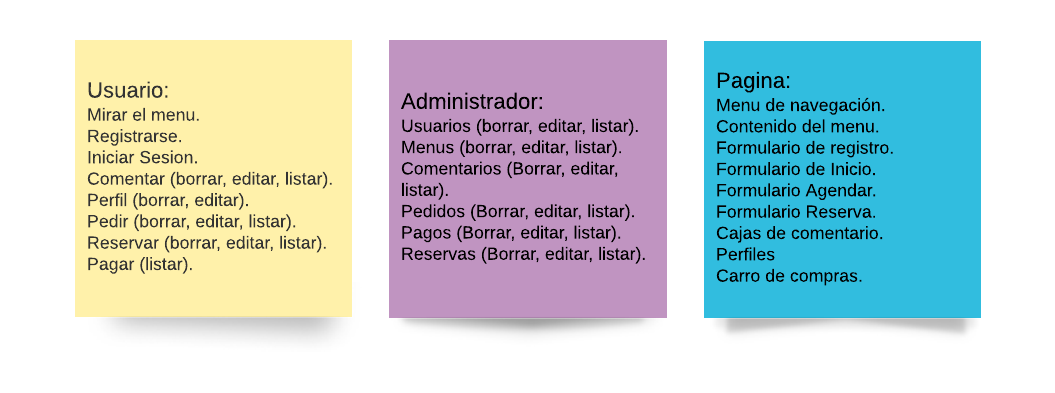 Usuario:
Mirar el menu.
Registrarse.
Iniciar Sesion.
Comentar (borrar, editar, listar).
Perfil (borrar, editar).
Pedir (borrar, editar, listar).
Reservar (borrar, editar, listar).
Pagar (listar).
Administrador:
Usuarios (borrar, editar, listar).
Menus (borrar, editar, listar).
Comentarios (Borrar, editar,
listar).
Pedidos (Borrar, editar, listar).
Pagos (Borrar, editar, listar).
Reservas (Borrar, editar, listar).
Pagina:
Menu de navegación.
Contenido del menu.
Formulario de registro.
Formulario de Inicio.
Formulario Agendar.
Formulario Reserva.
Cajas de comentario.
Perfiles
Carro de compras.